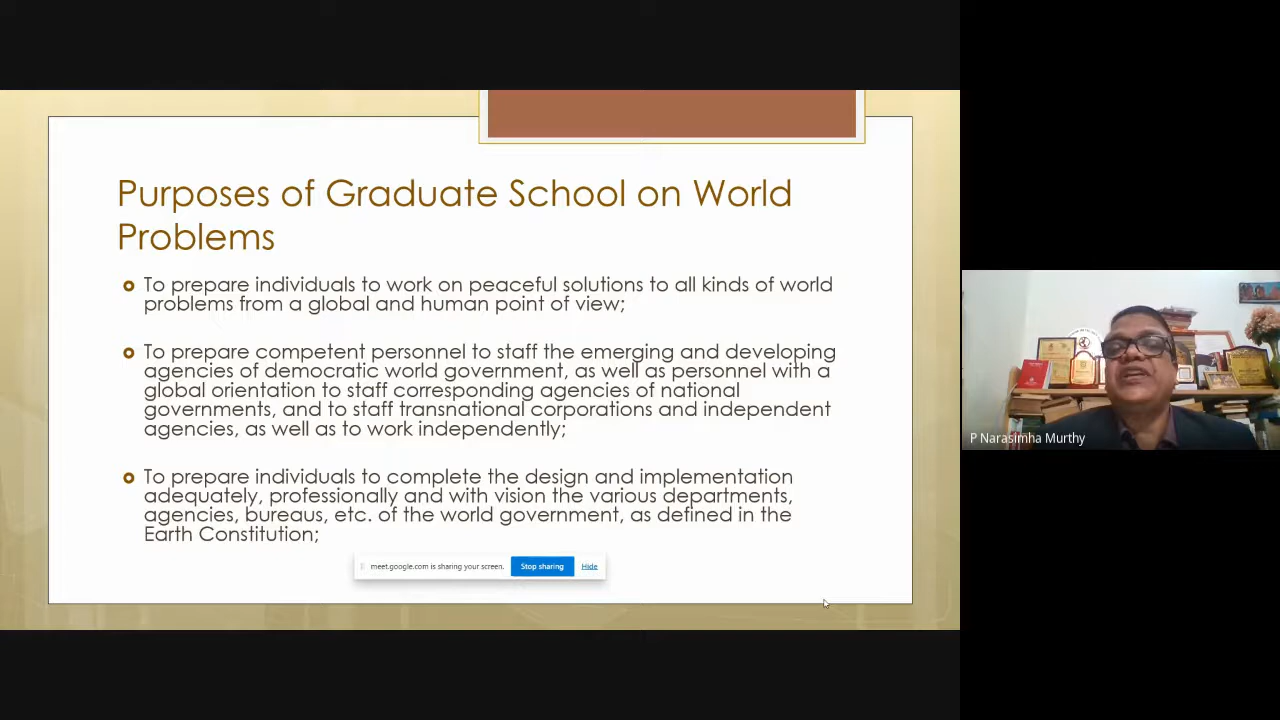 Purposes of Graduate School on World
Problems
To prepare individuals to work on peaceful solutions to all kinds of world
problems from a global and human point of view;
To prepare competent personnel to staff the emerging and developing
agencies of democratic world government, as well as personnel with a
global orientation to staff corresponding agencies of national
governments, and to staff transnational corporations and independent
agencies, as well as to work independently;
To prepare individuals to complete the design and implementation
adequately, professionally and with vision the various departments,
agencies, bureaus, etc. of the world government, as defined in the
Earth Constitution;
meet.google.com is sharing your screen. Stop sharing Hide
P Narasimha Murthy